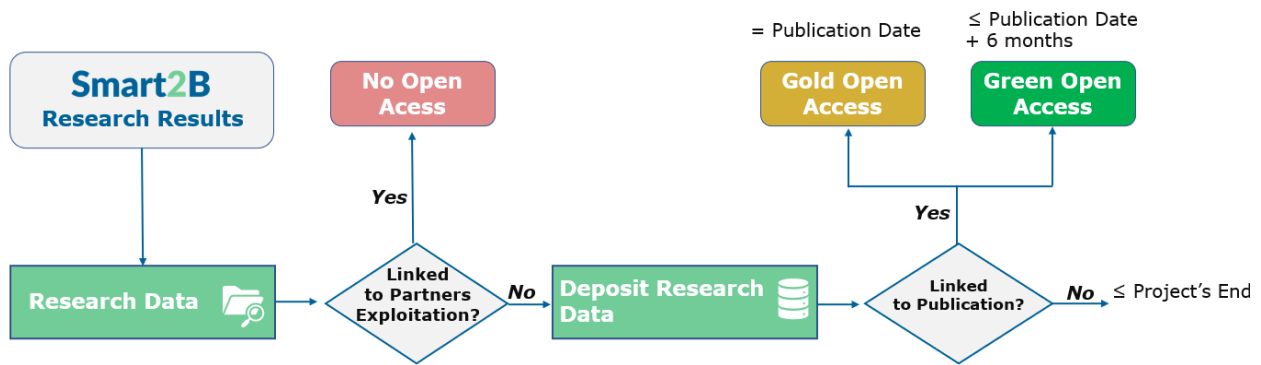 Smart2B
Research Results
No Open
Acess
= Publication Date
Gold Open
Access
≤ Publication Date
+ 6 months
Green Open
Access
Yes
Yes
Research Data
Linked
to Partners
Exploitation?
No
Deposit Research
Data
Linked
to Publication?
No
≤ Project’s End